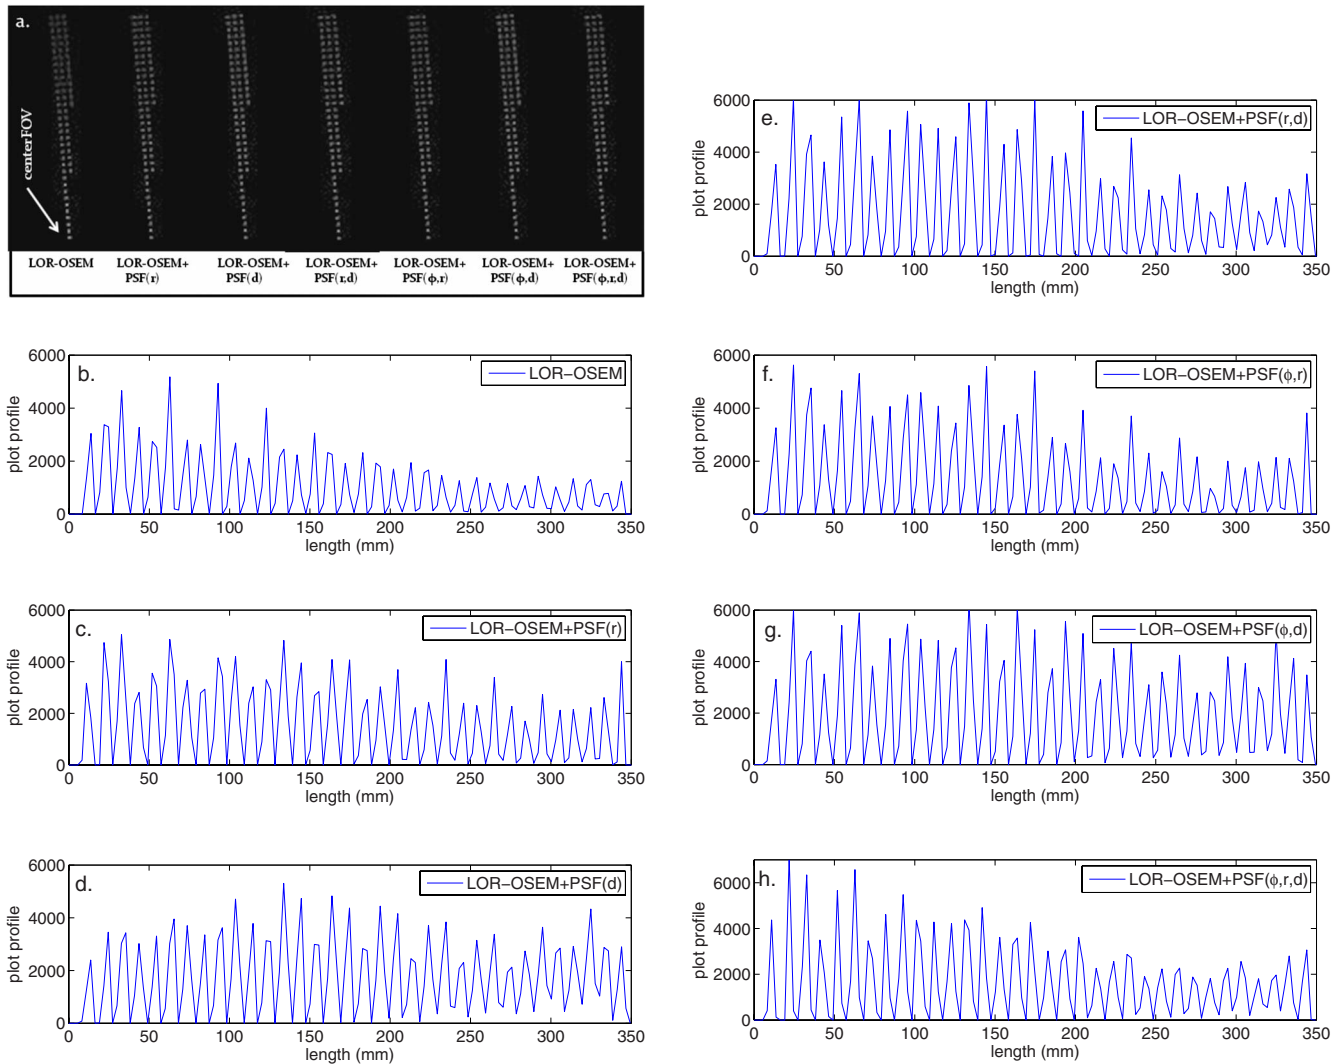 a.
centerFOV
LOR-OSEM
LOR-OSEM+ PSF(r)
LOR-OSEM+ PSF(d)
LOR-OSEM+ PSF(r,d)
LOR-OSEM+ PSF(ϕ,r)
LOR-OSEM+ PSF(ϕ,d)
LOR-OSEM+ PSF(ϕ,r,d)
b.
LOR−OSEM
6000
4000
2000
0
plot profile
0 50 100 150 200 250 300 350
length (mm)
c.
LOR−OSEM+PSF(r)
6000
4000
2000
0
plot profile
0 50 100 150 200 250 300 350
length (mm)
d.
LOR−OSEM+PSF(d)
6000
4000
2000
0
plot profile
0 50 100 150 200 250 300 350
length (mm)
e.
LOR−OSEM+PSF(r,d)
6000
4000
2000
0
plot profile
0 50 100 150 200 250 300 350
length (mm)
f.
LOR−OSEM+PSF(ϕ,r)
6000
4000
2000
0
plot profile
0 50 100 150 200 250 300 350
length (mm)
g.
LOR−OSEM+PSF(ϕ,d)
6000
4000
2000
0
plot profile
0 50 100 150 200 250 300 350
length (mm)
h.
LOR−OSEM+PSF(ϕ,r,d)
6000
4000
2000
0
plot profile
0 50 100 150 200 250 300 350
length (mm)